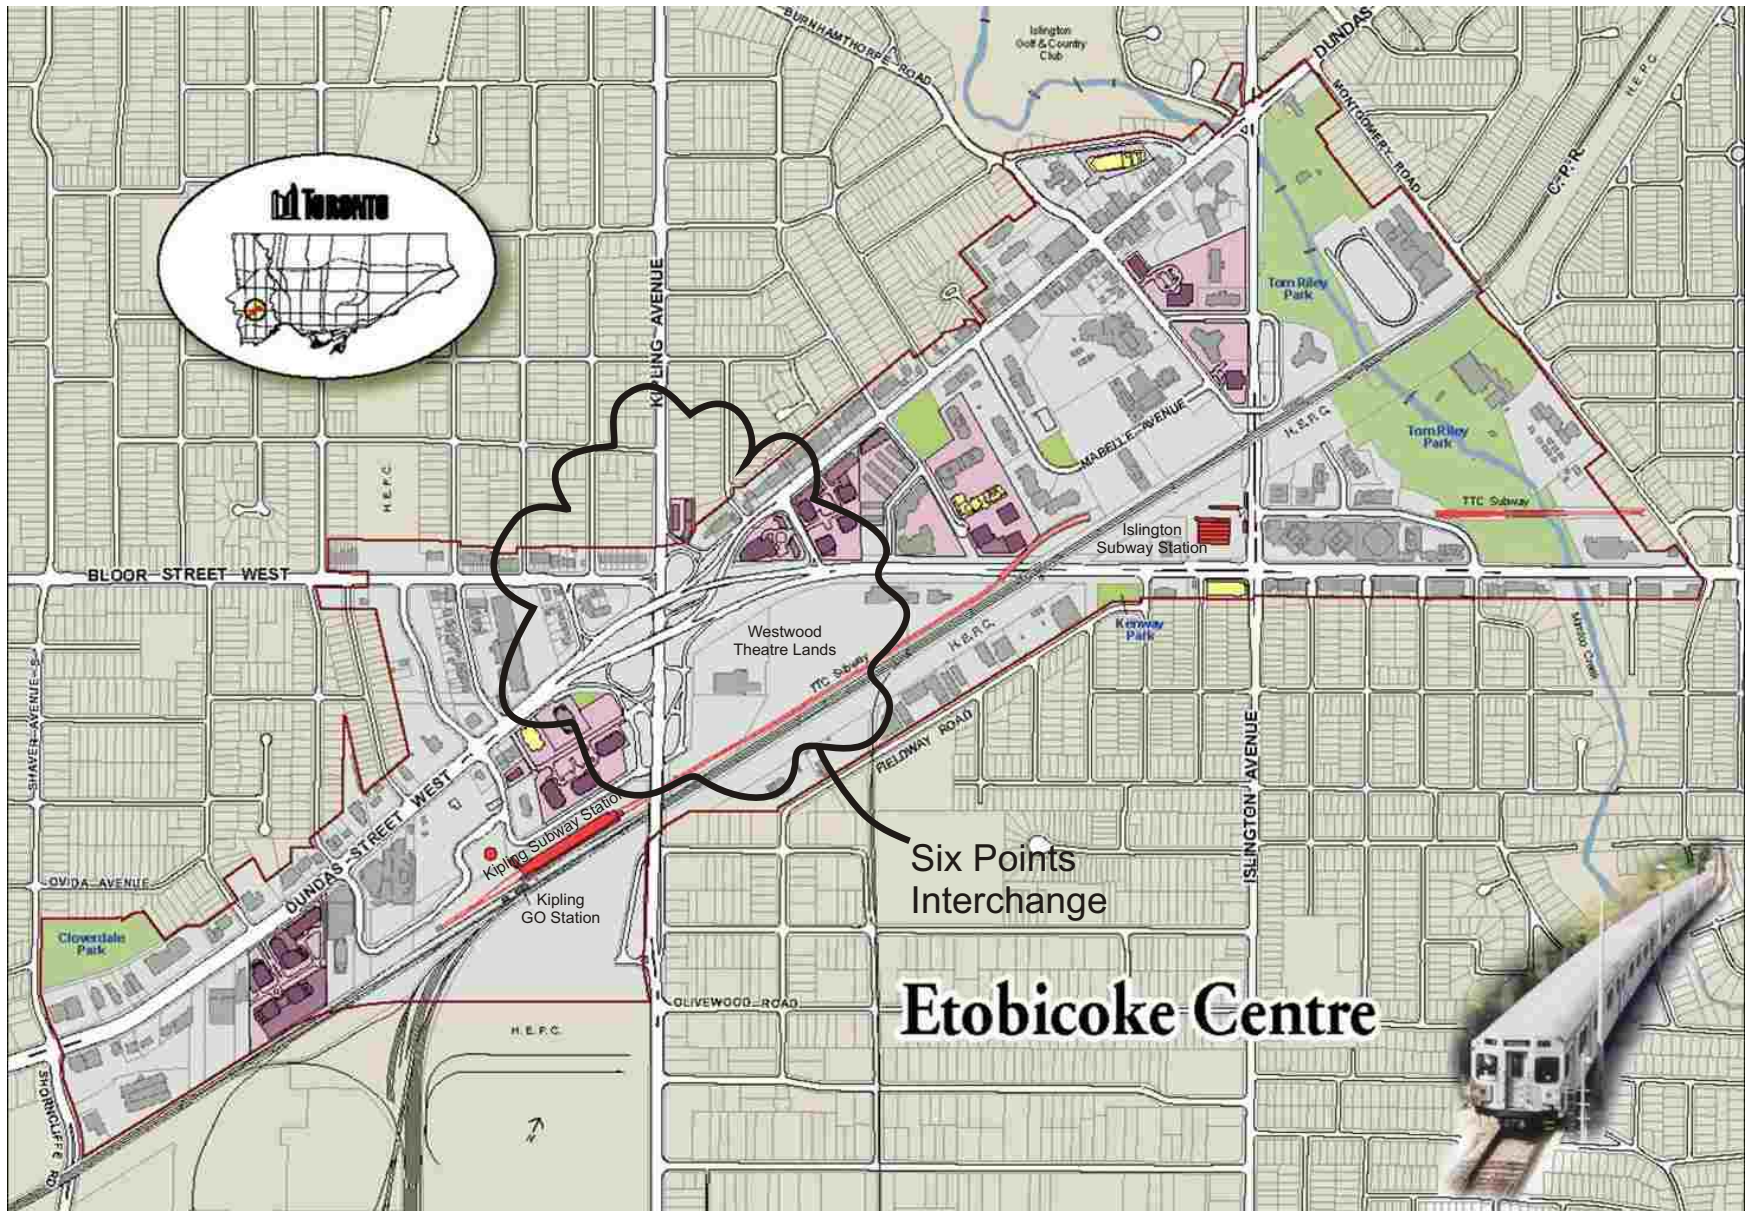 BURNHAMTHORPE ROAD
Islington
Golf & Country
Club
DUNDAS
H.E.P.C.
MONTGOMERY ROAD
C.P.R.
TORONTO
KIPLING AVENUE
Tom Riley
Park
H.E.P.C.
MABELLE AVENUE
H.E.P.C.
Tom Riley
Park
TTC Subway
Islington
Subway Station
BLOOR STREET WEST
Westwood
Theatre Lands
H.E.P.C.
Kenway
Park
Mimico Creek
TTC Subway
SHAVER AVENUE S
FIELDWAY ROAD
ISLINGTON AVENUE
DUNDAS STREET WEST
Kipling Subway Station
Six Points
Interchange
OVIDA AVENUE
Kipling
GO Station
Cloverdale
Park
OLIVEWOOD ROAD
Etobicoke Centre
H.E.P.C.
SHORNCLIFFE RD
N